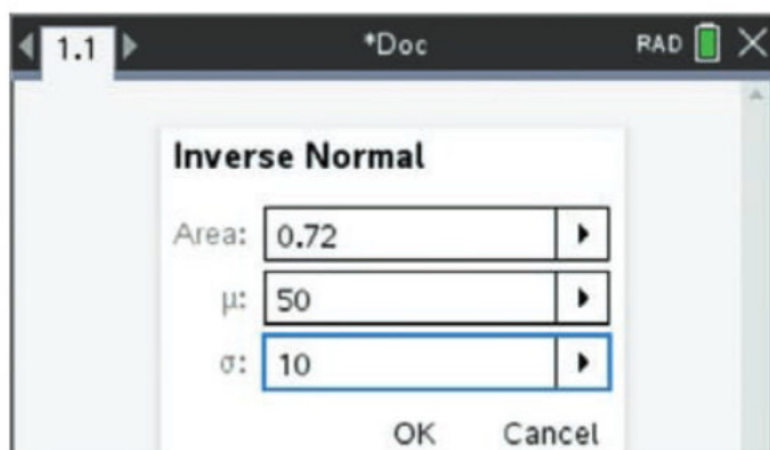 1.1 *Doc RAD
Inverse Normal
Area: 0.72
μ: 50
σ: 10
OK Cancel